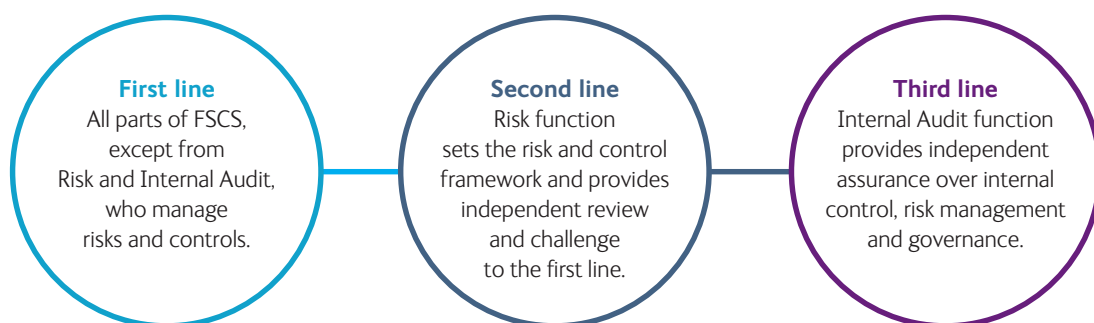 First line
All parts of FSCS,
except from
Risk and Internal Audit,
who manage
risks and controls.
Second line
Risk function
sets the risk and control
framework and provides
independent review
and challenge
to the first line.
Third line
Internal Audit function
provides independent
assurance over internal
control, risk management
and governance.